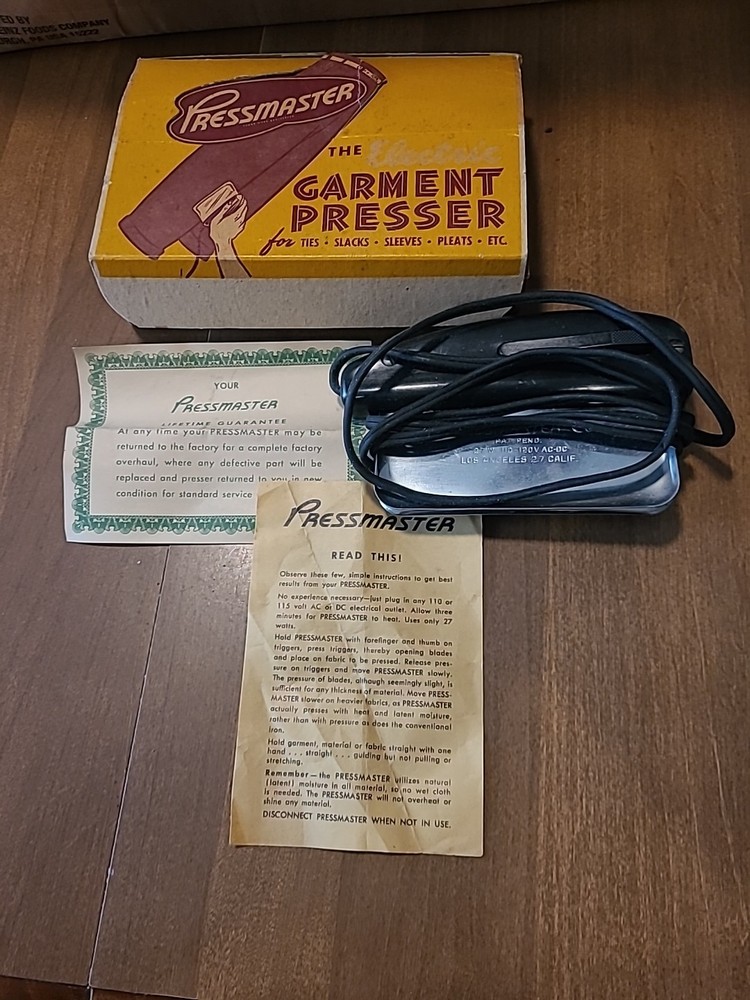 ED BY
EINZ FOODS COMPANY
PRESSMASTER
THE Electric
GARMENT
PRESSER
for TIES • SLACKS • SLEEVES • PLEATS • ETC.
YOUR
PRESSMASTER
LIFETIME GUARANTEE
At any time your PRESSMASTER may be
returned to the factory for a complete factory
overhaul, where any defective part will be
replaced and presser returned to you in new
condition for standard service
PAT. PEND.
120V AC-DC
LOS ANGELES 27 CALIF.
PRESSMASTER
READ THIS!
Observe these few, simple instructions to get best
results from your PRESSMASTER.
No experience necessary—just plug in any 110 or
115 volt AC or DC electrical outlet. Allow three
minutes for PRESSMASTER to heat. Uses only 27
watts.
Hold PRESSMASTER with forefinger and thumb on
triggers, press triggers, thereby opening blades
and place on fabric to be pressed. Release pres-
sure on triggers and move PRESSMASTER slowly.
The pressure of blades, although seemingly slight, is
sufficient for any thickness of material. Move PRESS-
MASTER slower on heavier fabrics, as PRESSMASTER
actually presses with heat and latent moisture,
rather than with pressure as does the conventional
iron.
Hold garment, material or fabric straight with one
hand . . . straight . . . guiding but not pulling or
stretching.
Remember—the PRESSMASTER utilizes natural
(latent) moisture in all material, so no wet cloth
is needed. The PRESSMASTER will not overheat or
shine any material.
DISCONNECT PRESSMASTER WHEN NOT IN USE.